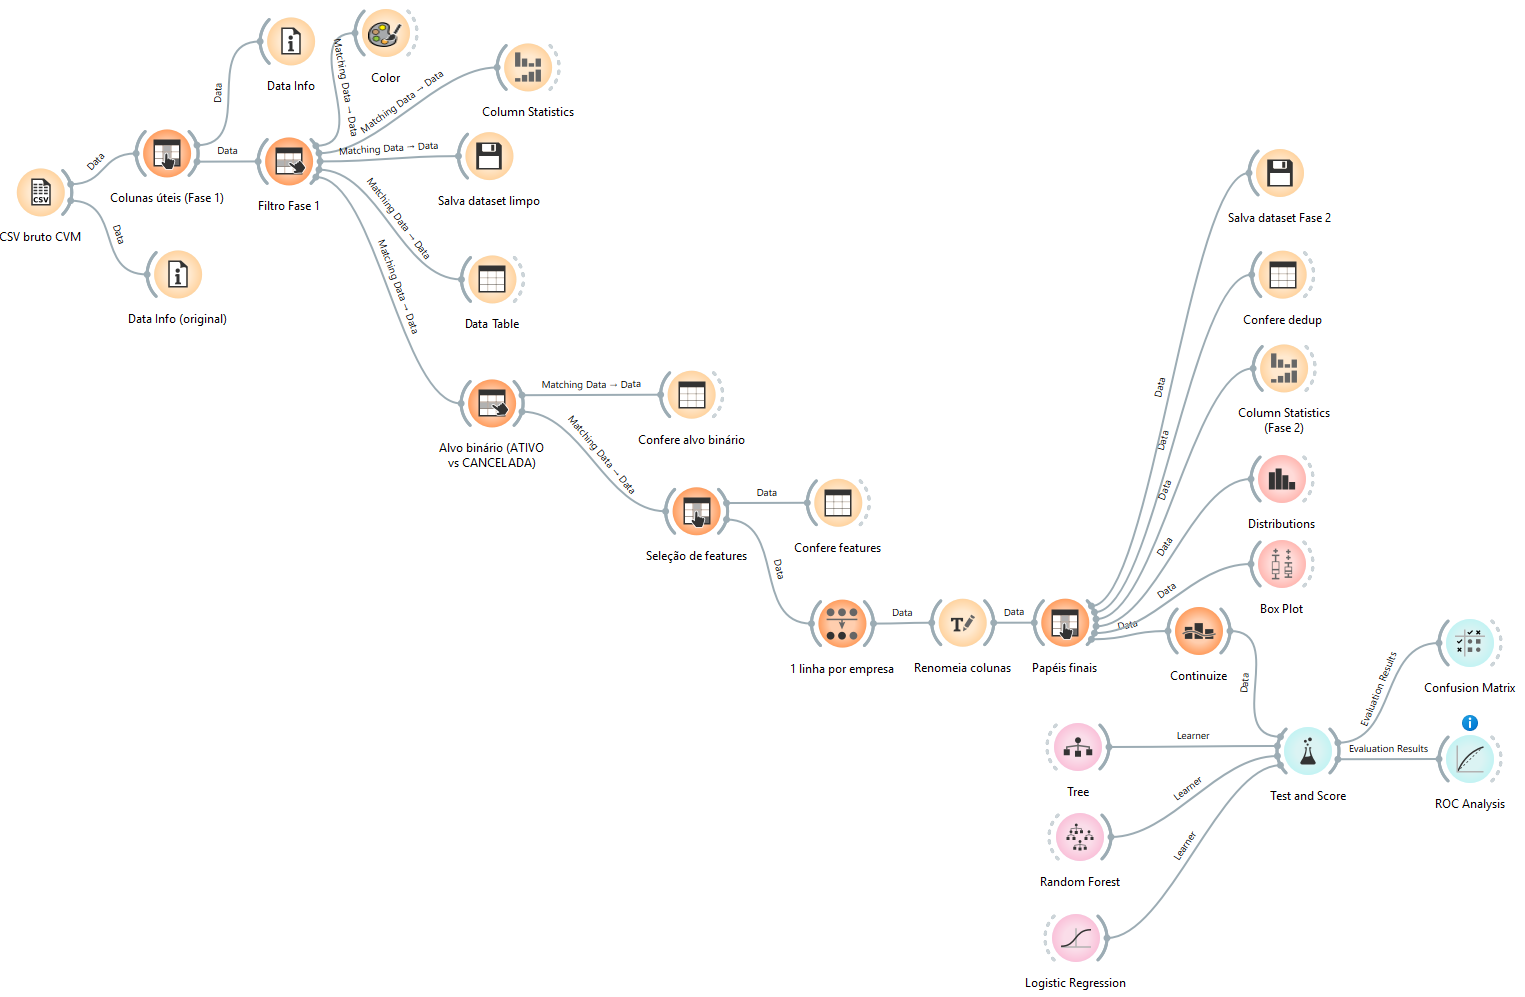 Data Info
Color
Column Statistics
Data
Matching Data → Data
Matching Data → Data
Matching Data → Data
Data
Data
Colunas úteis (Fase 1)
Filtro Fase 1
Salva dataset limpo
CSV
CSV bruto CVM
Data
Data Info (original)
Matching Data → Data
Matching Data → Data
Data Table
Alvo binário (ATIVO
vs CANCELADA)
Matching Data → Data
Confere alvo binário
Matching Data → Data
Seleção de features
Data
Confere features
Data
1 linha por empresa
Data
Renomeia colunas
Data
Papéis finais
Salva dataset Fase 2
Data
Confere dedup
Data
Column Statistics
(Fase 2)
Data
Distributions
Data
Box Plot
Data
Data
Continuize
Data
Tree
Learner
Random Forest
Learner
Logistic Regression
Learner
Test and Score
Evaluation Results
Confusion Matrix
Evaluation Results
ROC Analysis